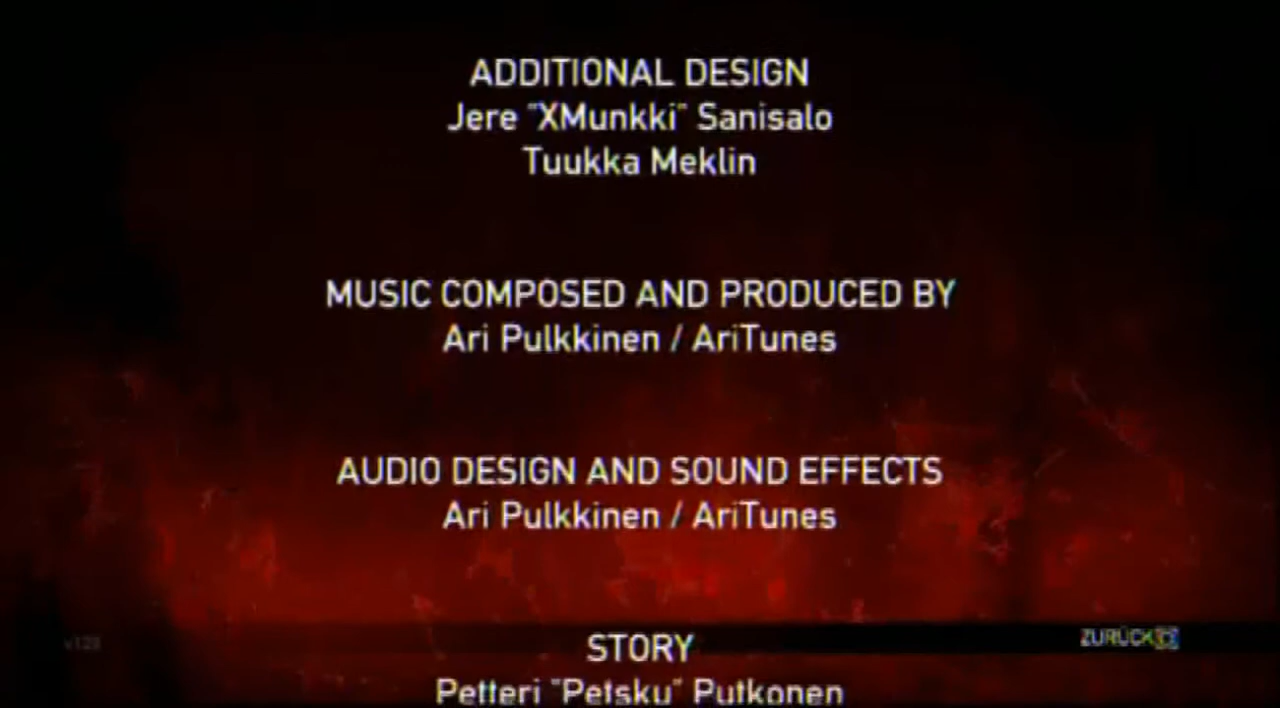 ADDITIONAL DESIGN
Jere "XMunkki" Sanisalo
Tuukka Meklin
MUSIC COMPOSED AND PRODUCED BY
Ari Pulkkinen / AriTunes
AUDIO DESIGN AND SOUND EFFECTS
Ari Pulkkinen / AriTunes
STORY
ZURÜCK
Petteri "Petsku" Putkonen